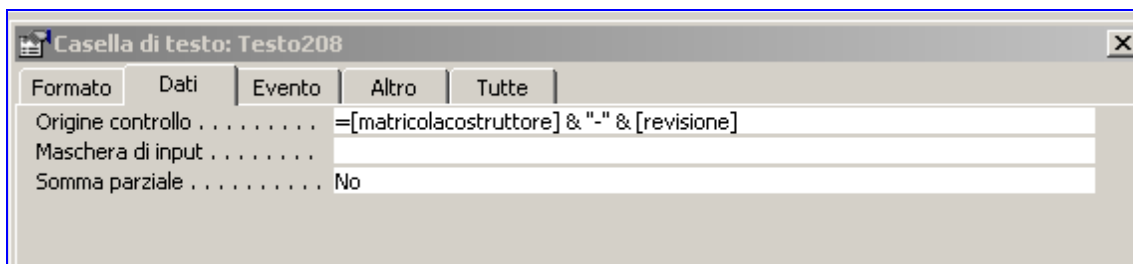 Casella di testo: Testo208
Formato Dati Evento Altro Tutte
Origine controllo . . . . . . . . . =[matricolacostruttore] & "-" & [revisione]
Maschera di input . . . . . . . .
Somma parziale . . . . . . . . . . No